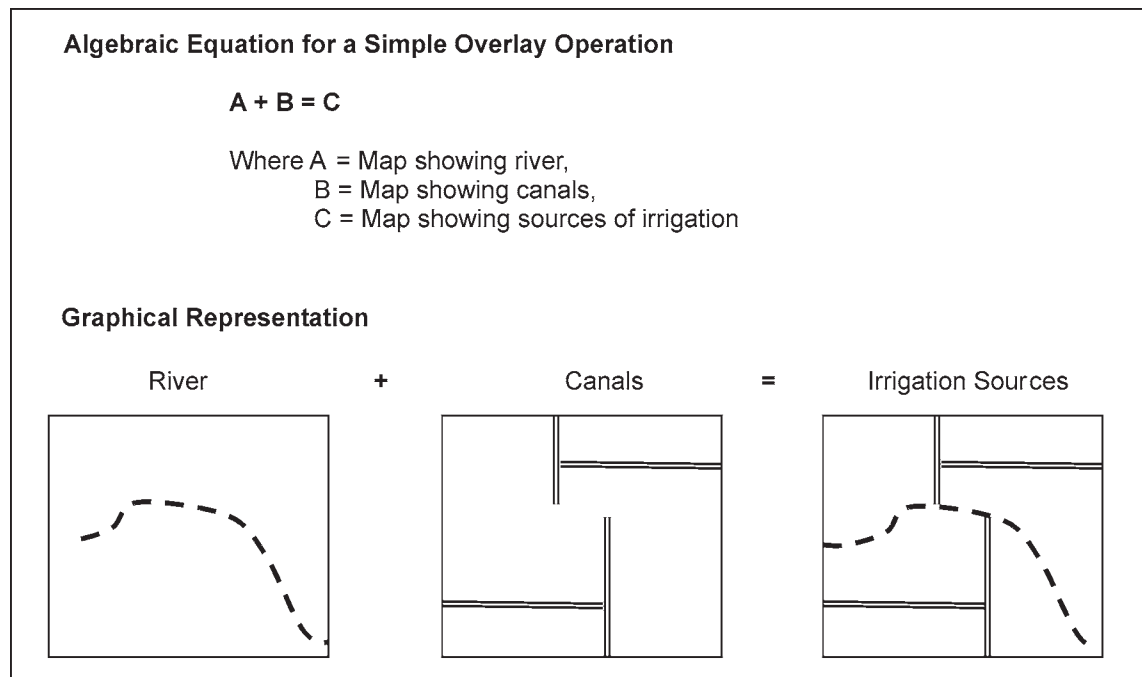 Algebraic Equation for a Simple Overlay Operation
A + B = C
Where A = Map showing river,
B = Map showing canals,
C = Map showing sources of irrigation
Graphical Representation
River + Canals = Irrigation Sources